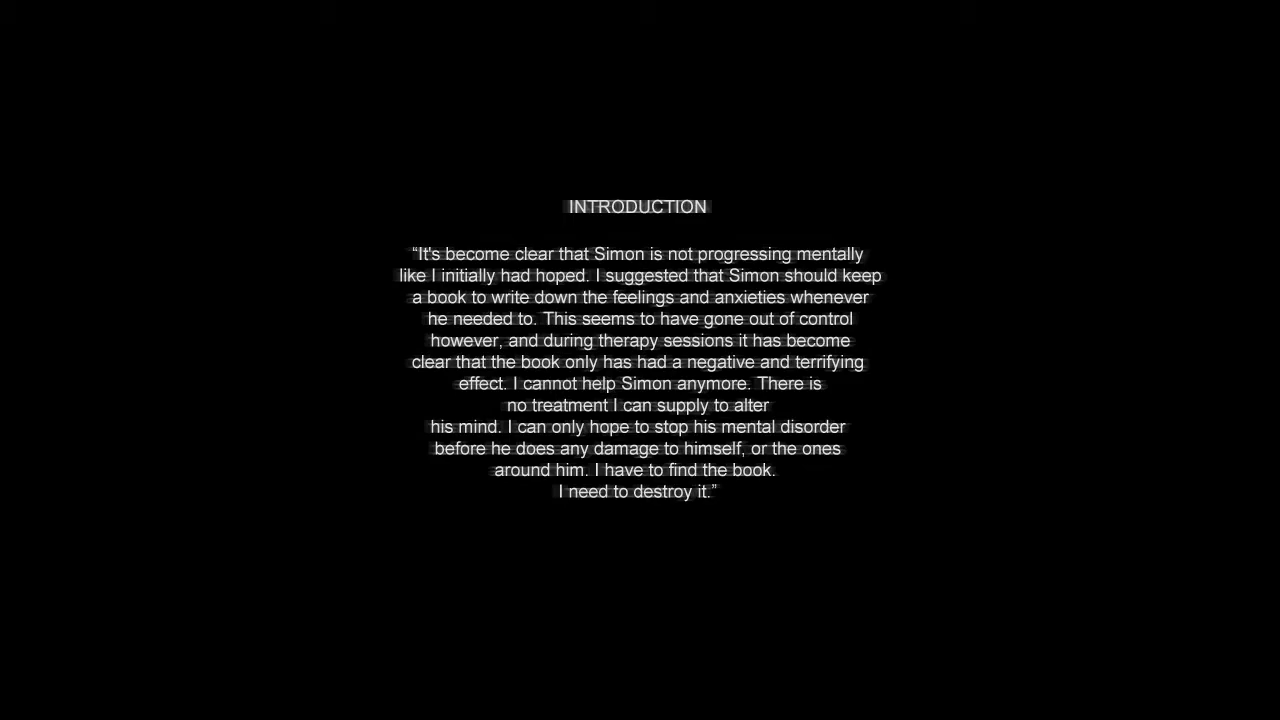 INTRODUCTION
“It's become clear that Simon is not progressing mentally
like I initially had hoped. I suggested that Simon should keep
a book to write down the feelings and anxieties whenever
he needed to. This seems to have gone out of control
however, and during therapy sessions it has become
clear that the book only has had a negative and terrifying
effect. I cannot help Simon anymore. There is
no treatment I can supply to alter
his mind. I can only hope to stop his mental disorder
before he does any damage to himself, or the ones
around him. I have to find the book.
I need to destroy it.”